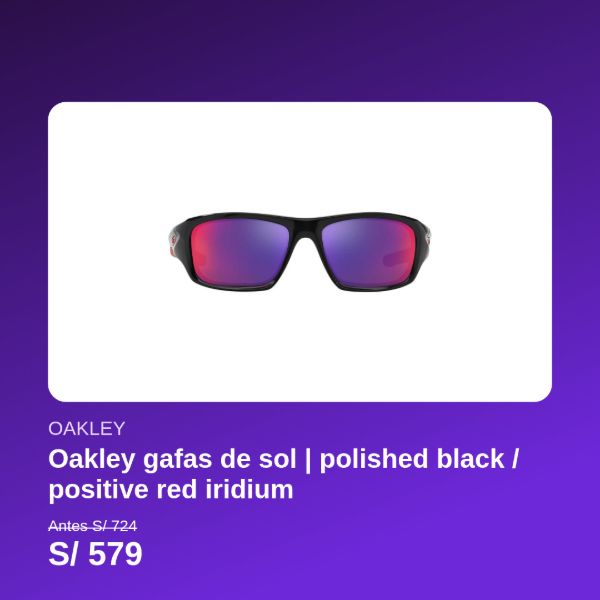 OAKLEY
Oakley gafas de sol | polished black /
positive red iridium
Antes S/ 724
S/ 579